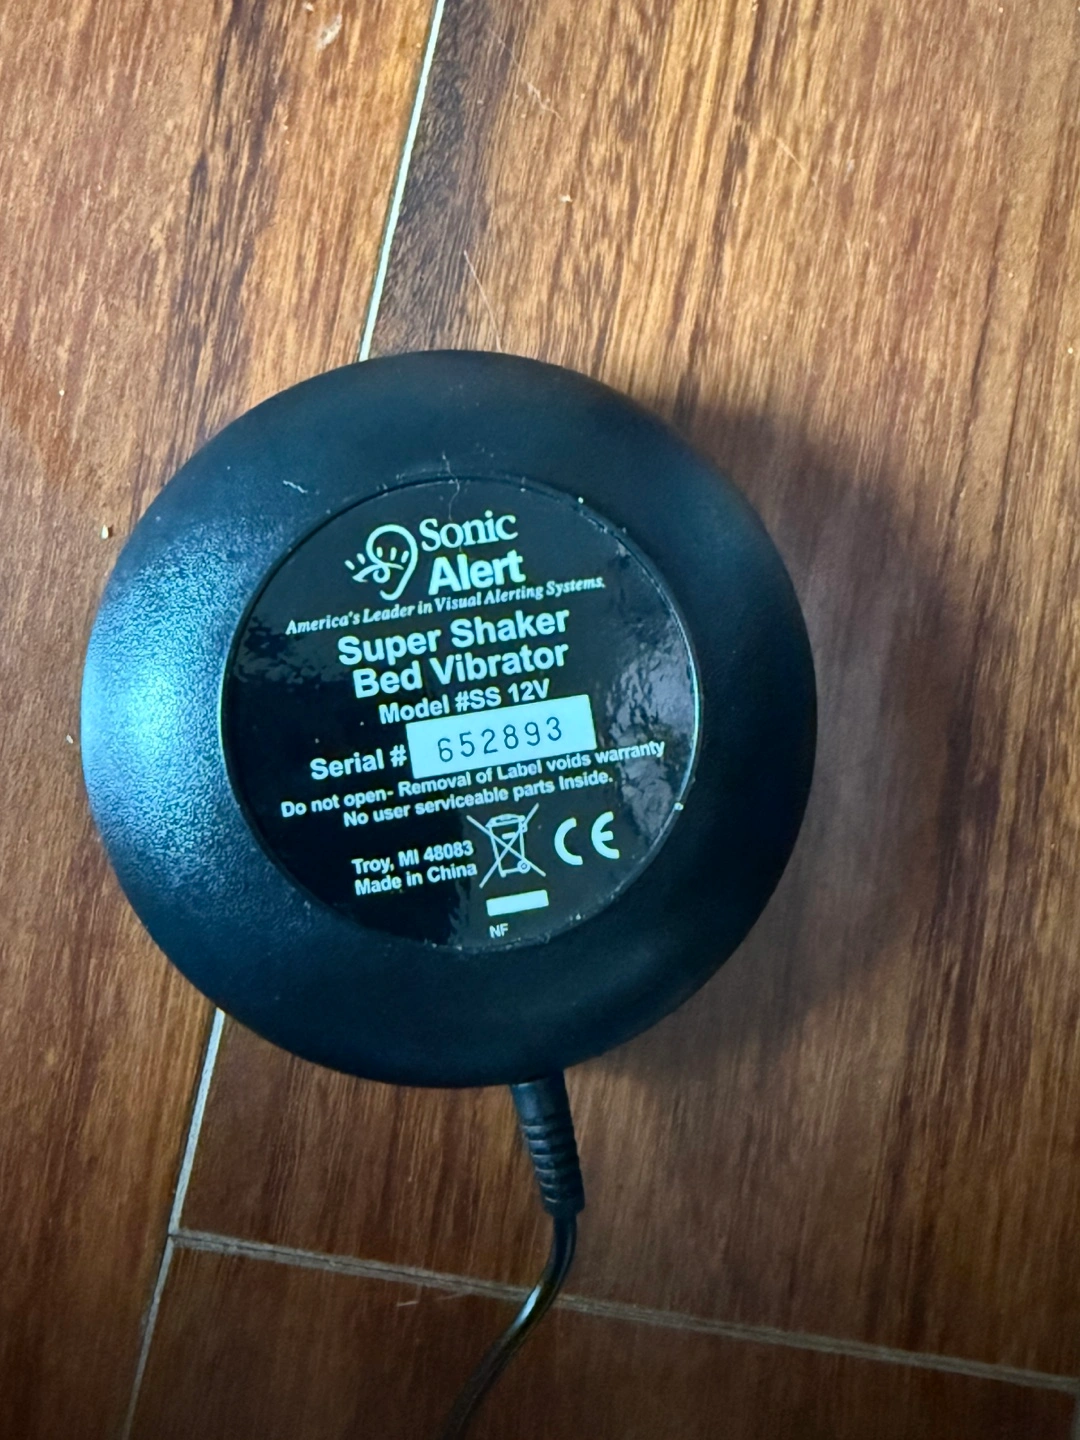 Sonic
Alert
America's Leader in Visual Alerting Systems.
Super Shaker
Bed Vibrator
Model #SS 12V
Serial # 652893
Do not open- Removal of Label voids warranty
No user serviceable parts Inside.
Troy, MI 48083
Made in China
CE
NF